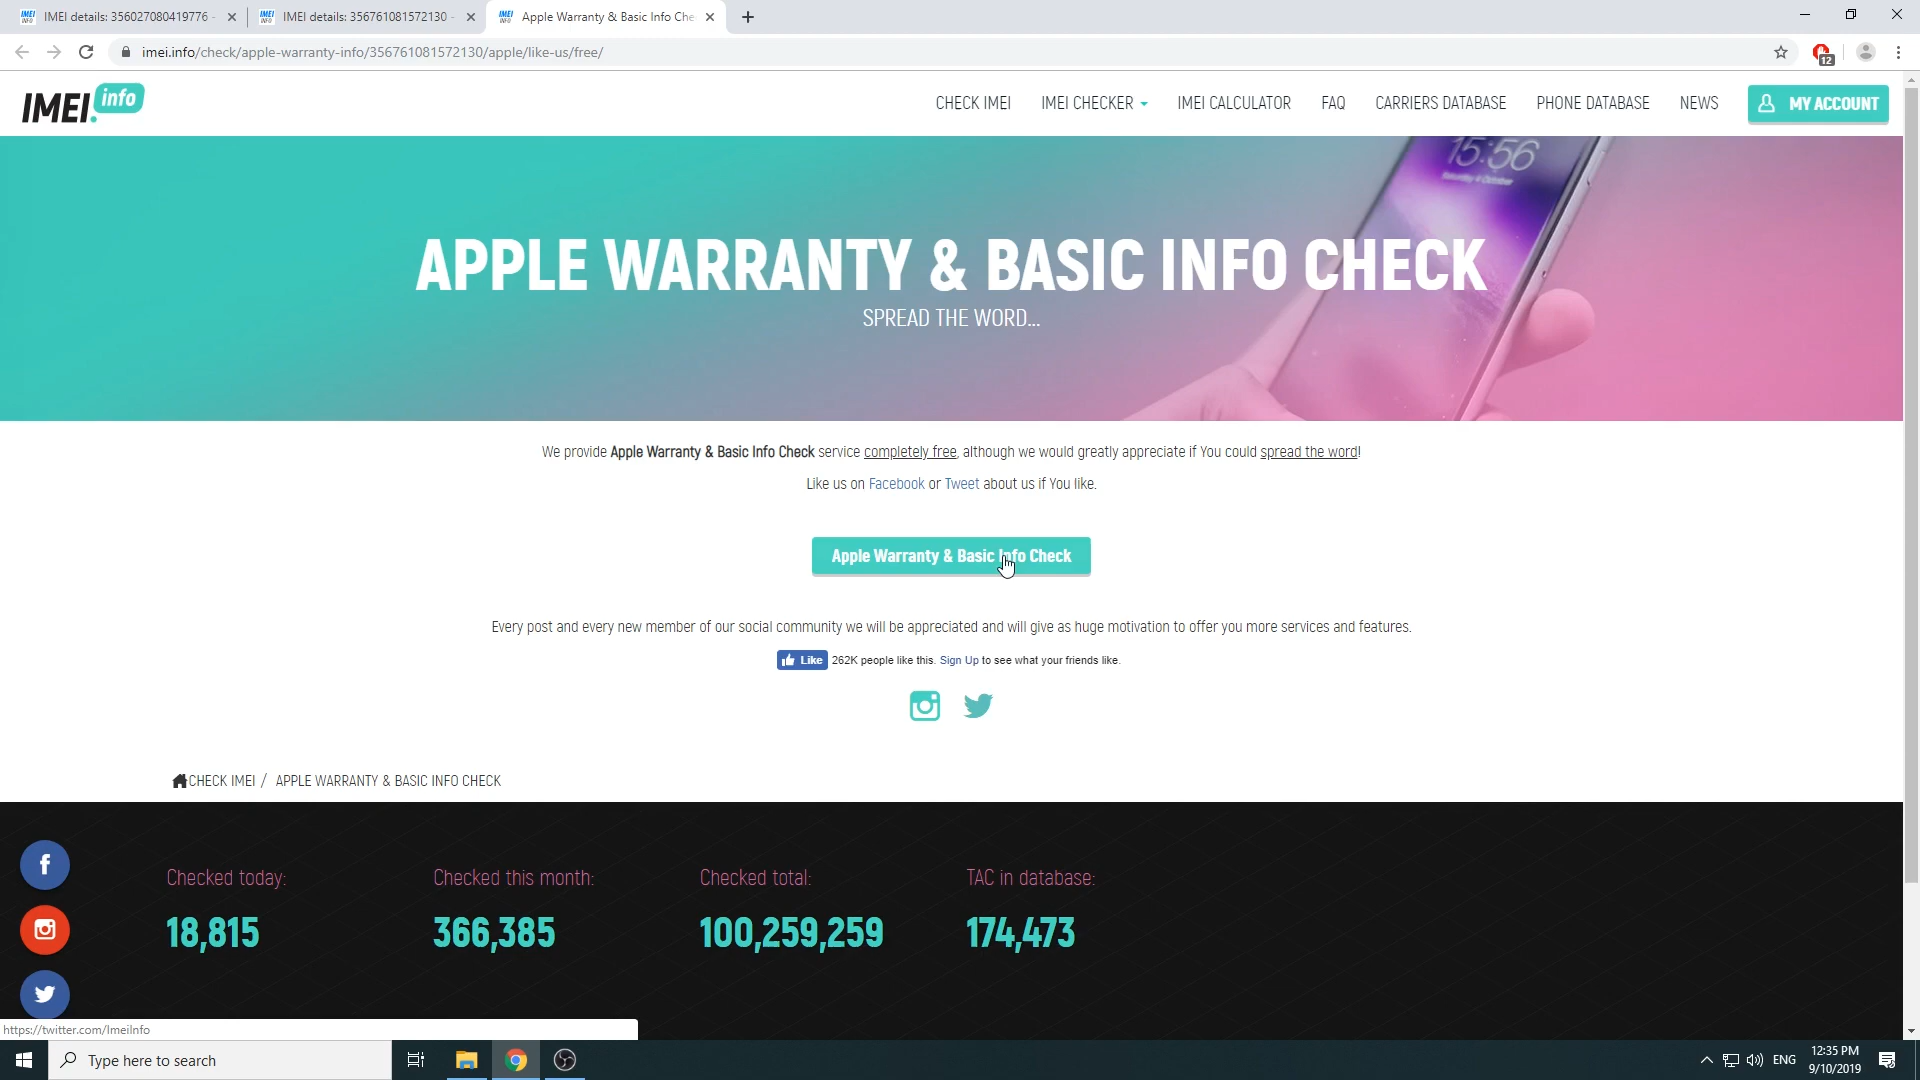 IMEI details: 356027080419776 -
IMEI details: 356761081572130 -
Apple Warranty & Basic Info Che
imei.info/check/apple-warranty-info/356761081572130/apple/like-us/free/
12
IMEI.info
CHECK IMEI
IMEI CHECKER
IMEI CALCULATOR
FAQ
CARRIERS DATABASE
PHONE DATABASE
NEWS
MY ACCOUNT
15:56
Saturday 4 October
APPLE WARRANTY & BASIC INFO CHECK
SPREAD THE WORD...
We provide Apple Warranty & Basic Info Check service completely free, although we would greatly appreciate if You could spread the word!
Like us on Facebook or Tweet about us if You like.
Apple Warranty & Basic Info Check
Every post and every new member of our social community we will be appreciated and will give as huge motivation to offer you more services and features.
Like 262K people like this. Sign Up to see what your friends like.
CHECK IMEI / APPLE WARRANTY & BASIC INFO CHECK
Checked today:
18,815
Checked this month:
366,385
Checked total:
100,259,259
TAC in database:
174,473
https://twitter.com/ImeiInfo
Type here to search
ENG
12:35 PM
9/10/2019